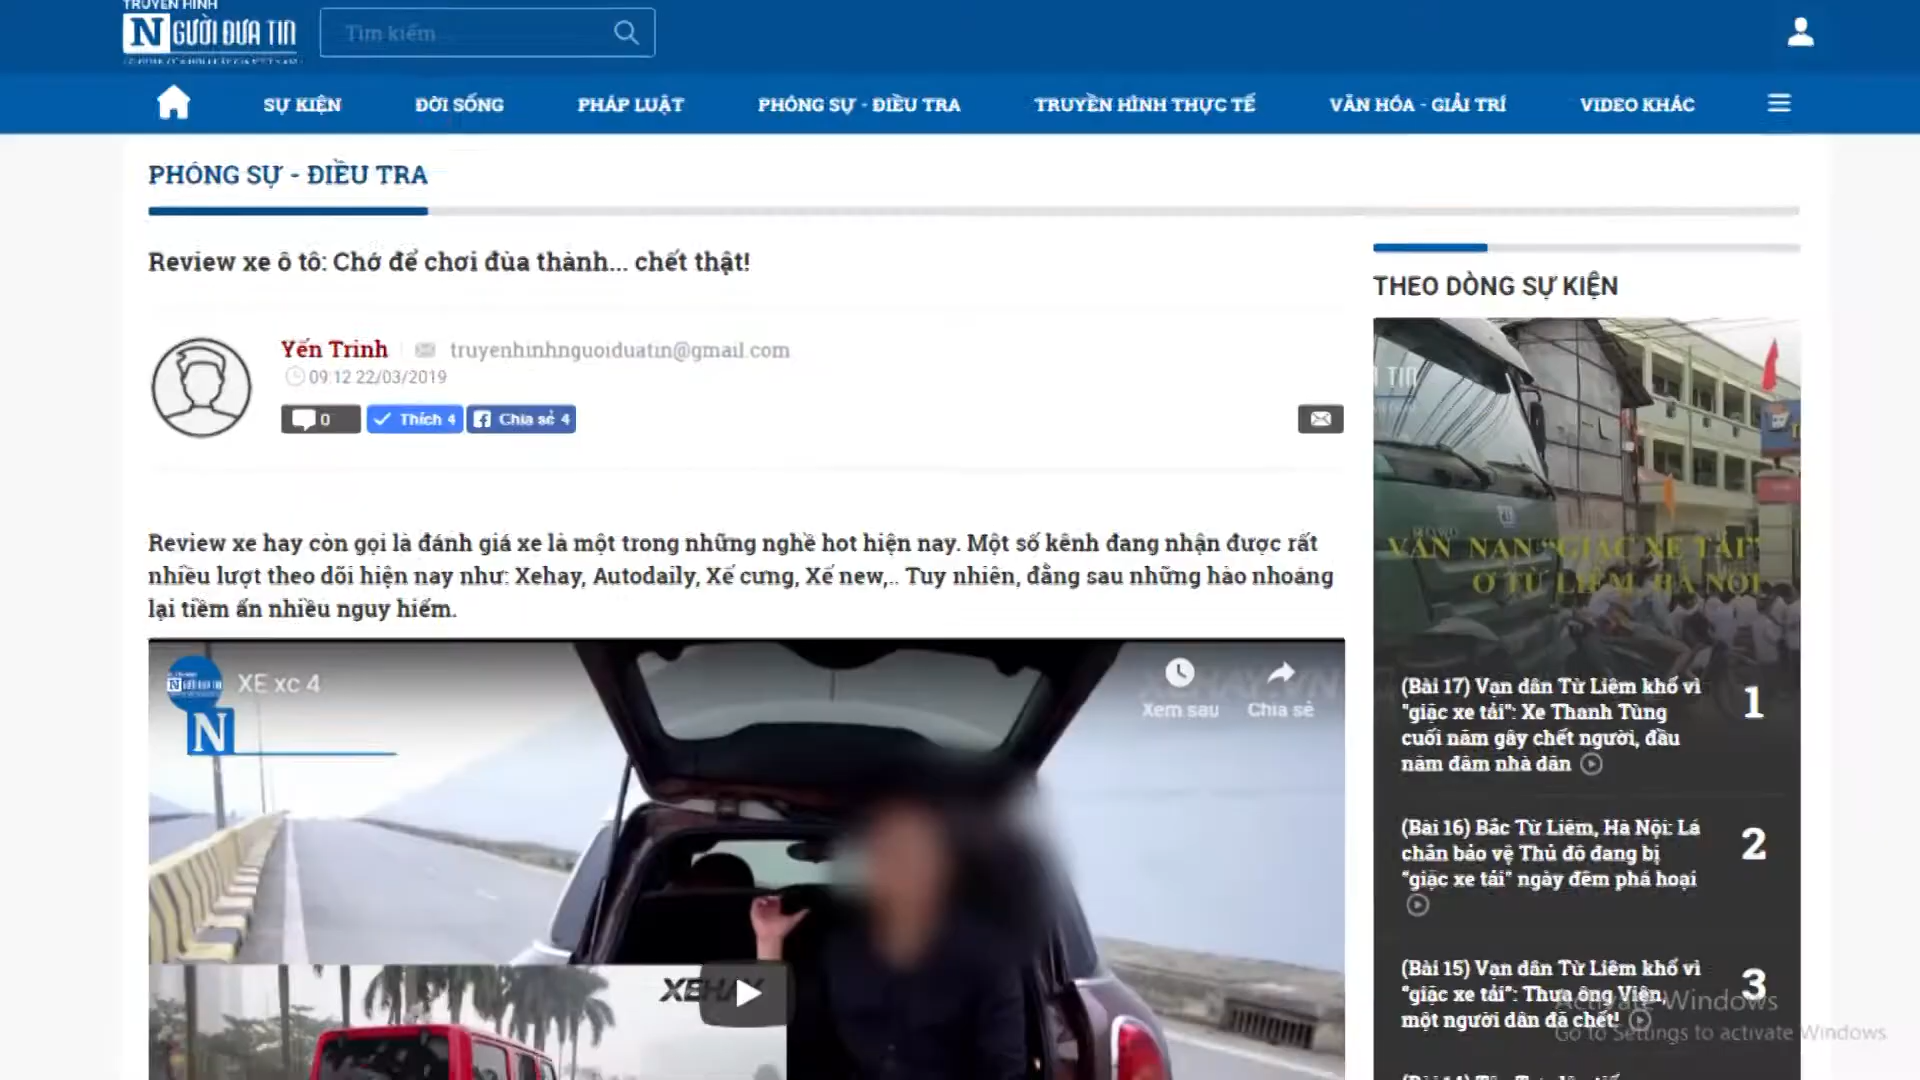 TRUYỀN HÌNH
NGƯỜI ĐƯA TIN
Tìm kiếm
SỰ KIỆN
ĐỜI SỐNG
PHÁP LUẬT
PHÓNG SỰ - ĐIỀU TRA
TRUYỀN HÌNH THỰC TẾ
VĂN HÓA - GIẢI TRÍ
VIDEO KHÁC
PHÓNG SỰ - ĐIỀU TRA
Review xe ô tô: Chớ để chơi đùa thành... chết thật!
Yến Trinh
truyenhinhnguoiduatin@gmail.com
09:12 22/03/2019
0
Thích 4
Chia sẻ 4
Review xe hay còn gọi là đánh giá xe là một trong những nghề hot hiện nay. Một số kênh đang nhận được rất
nhiều lượt theo dõi hiện nay như: Xehay, Autodaily, Xế cưng, Xế new,.. Tuy nhiên, đằng sau những hào nhoáng
lại tiềm ẩn nhiều nguy hiểm.
XE xc 4
Xem sau
Chia sẻ
N
XEHAY
THEO DÒNG SỰ KIỆN
VẤN NẠN "GIẶC XE TẢI"
Ở TỪ LIÊM, HÀ NỘI
(Bài 17) Vạn dân Từ Liêm khổ vì
"giặc xe tải": Xe Thanh Tùng
cuối năm gây chết người, đầu
năm đâm nhà dân
1
(Bài 16) Bắc Từ Liêm, Hà Nội: Lá
chắn bảo vệ Thủ đô đang bị
"giặc xe tải" ngày đêm phá hoại
2
(Bài 15) Vạn dân Từ Liêm khổ vì
"giặc xe tải": Thưa ông Viện,
một người dân đã chết!
3
Activate Windows
Go to Settings to activate Windows